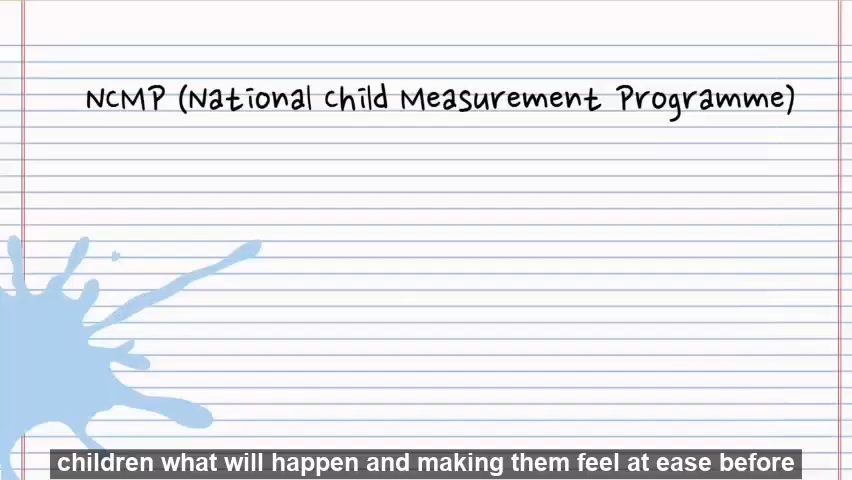 NCMP (National Child Measurement Programme)
children what will happen and making them feel at ease before